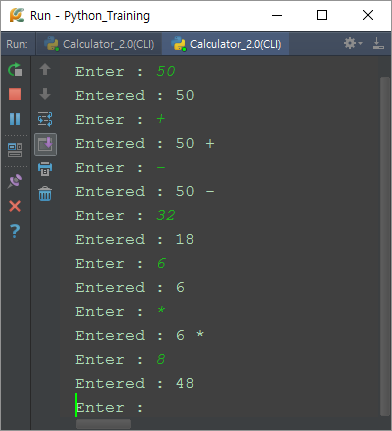 Run - Python_Training
Run: Calculator_2.0(CLI) Calculator_2.0(CLI)
Enter : 50
Entered : 50
Enter : +
Entered : 50 +
Enter : -
Entered : 50 -
Enter : 32
Entered : 18
Enter : 6
Entered : 6
Enter : *
Entered : 6 *
Enter : 8
Entered : 48
Enter :